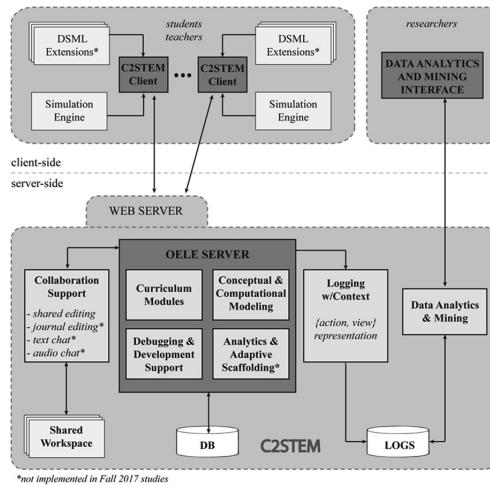 students
teachers
researchers
DSML
Extensions*
C2STEM
Client
•••
C2STEM
Client
DSML
Extensions*
Simulation
Engine
Simulation
Engine
DATA ANALYTICS
AND MINING
INTERFACE
client-side
server-side
WEB SERVER
OELE SERVER
Collaboration
Support
- shared editing
- journal editing*
- text chat*
- audio chat*
Curriculum
Modules
Conceptual &
Computational
Modeling
Debugging &
Development
Support
Analytics &
Adaptive
Scaffolding*
Logging
w/Context
{action, view}
representation
Data Analytics
& Mining
Shared
Workspace
DB
C2STEM
LOGS
*not implemented in Fall 2017 studies